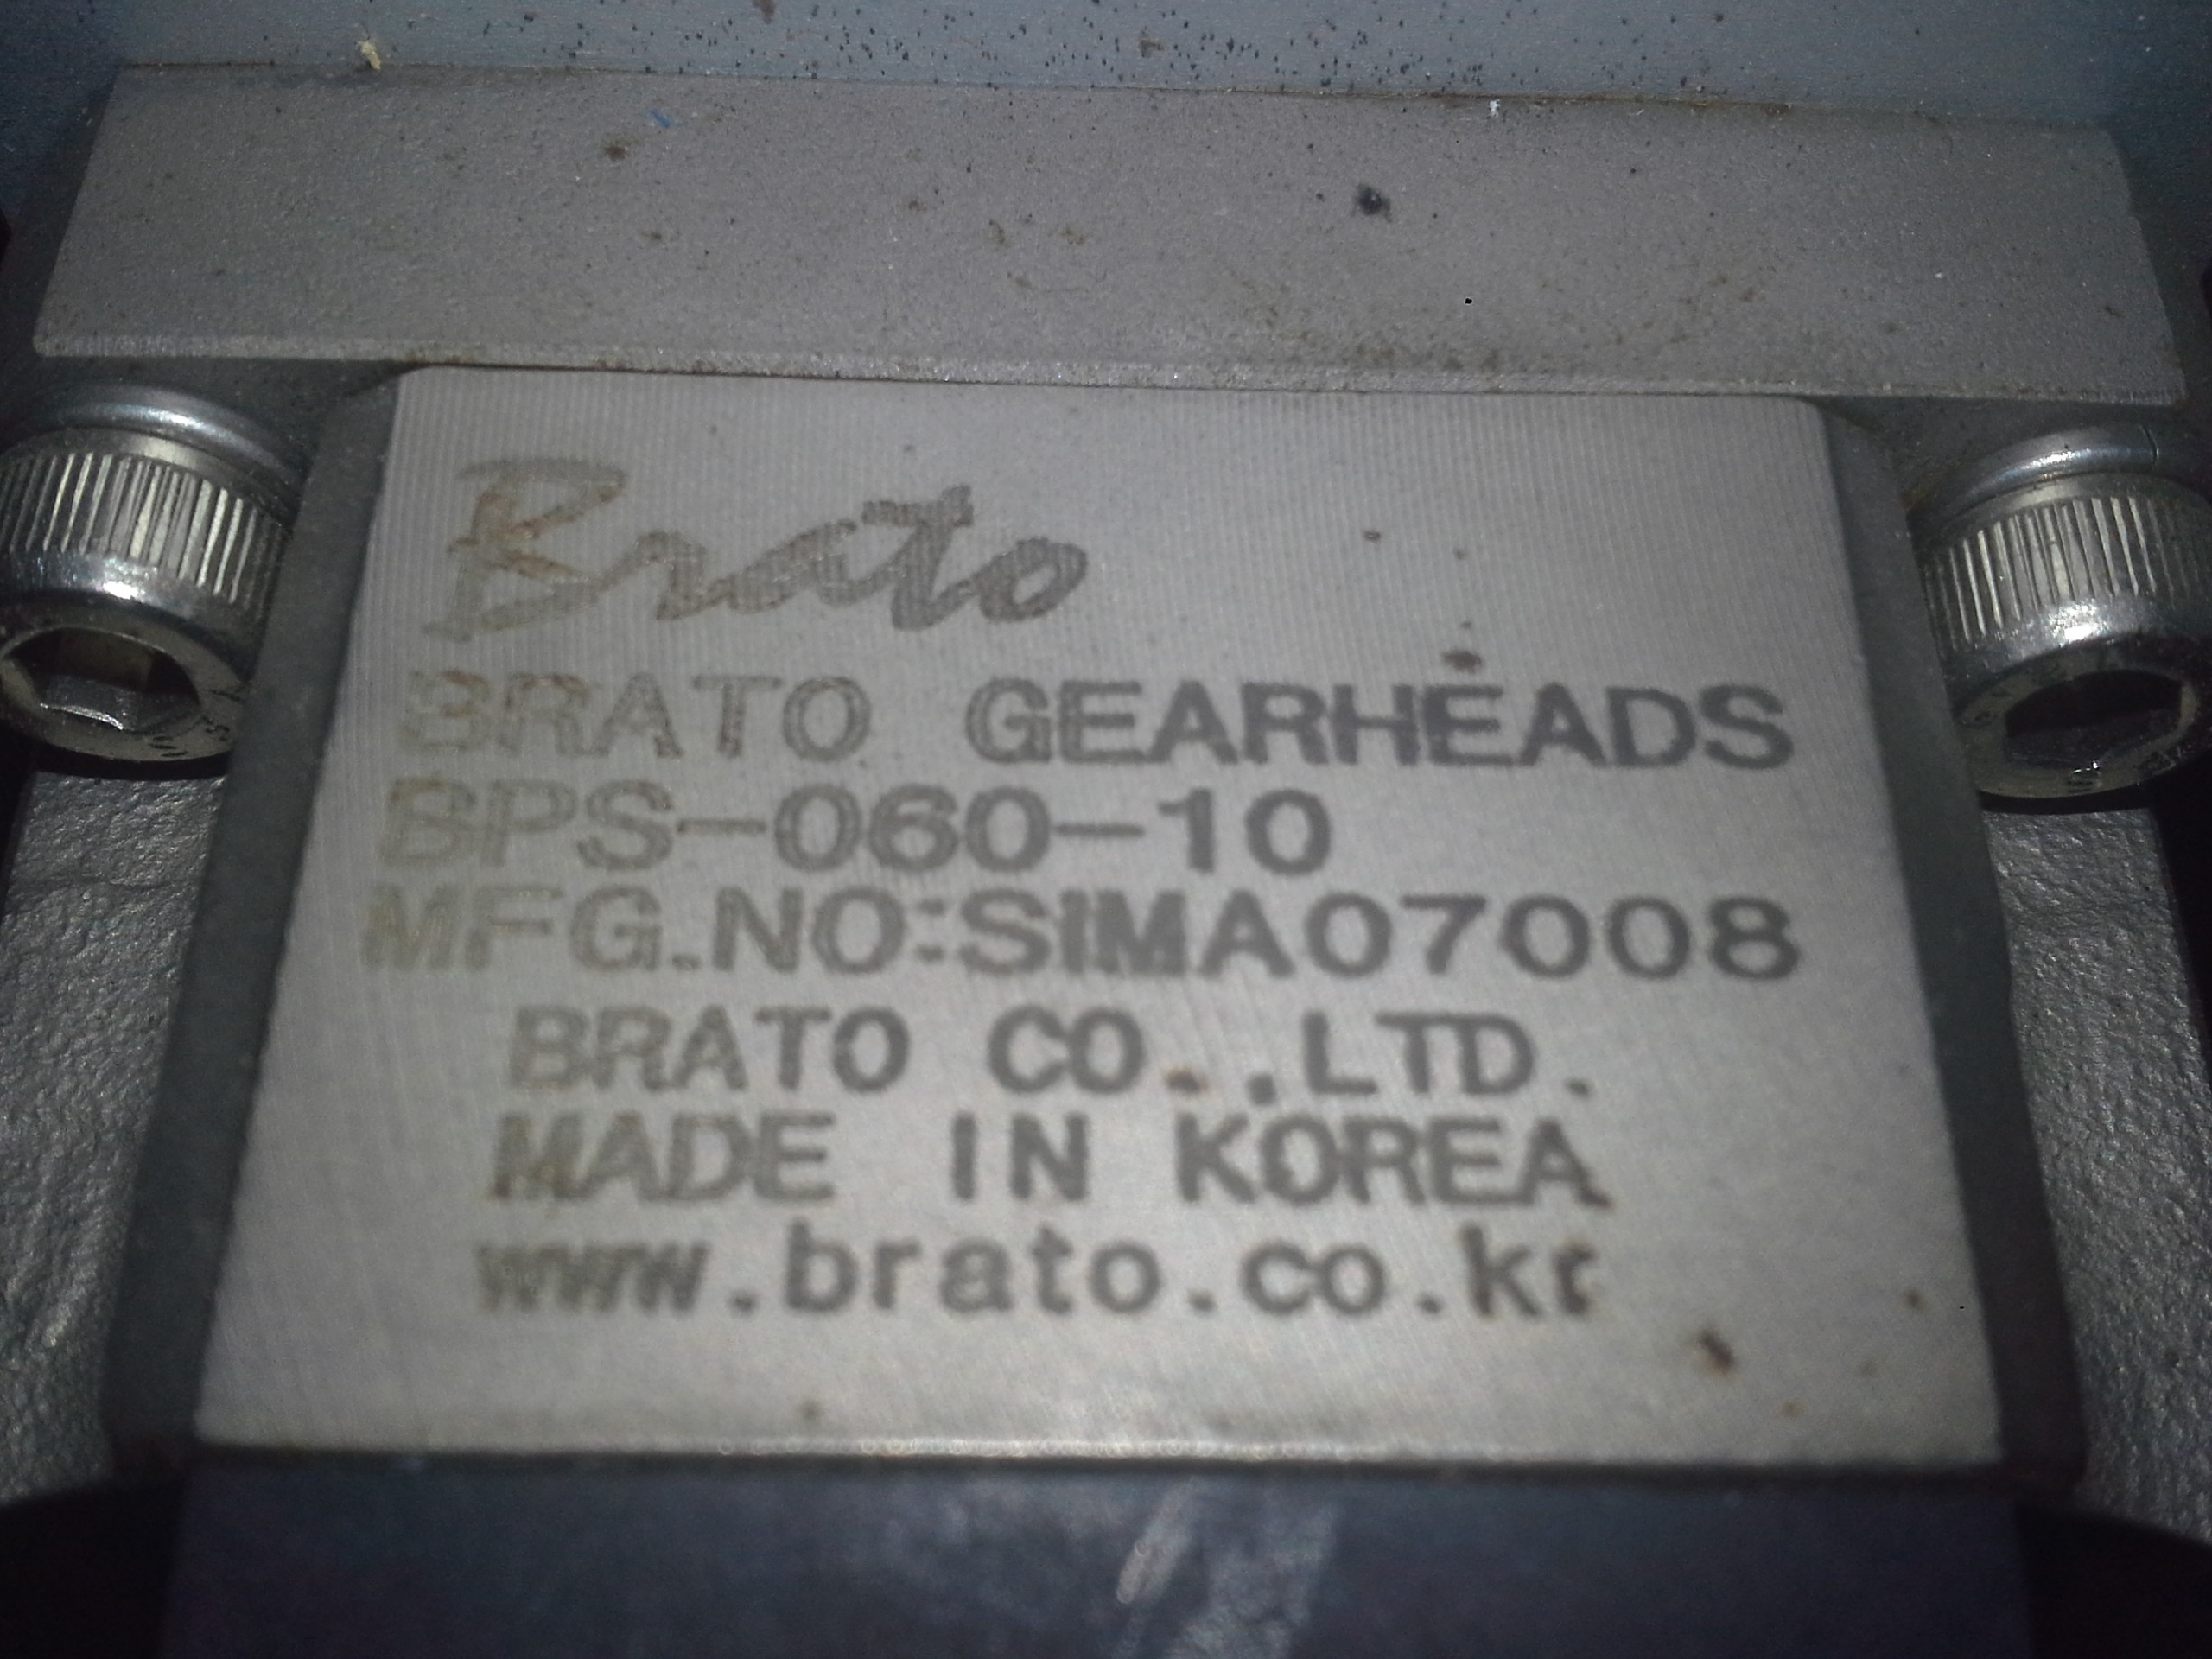 Brato
BRATO GEARHEADS
BPS-060-10
MFG.NO:SIMA07008
BRATO CO.,LTD.
MADE IN KOREA
www.brato.co.kr